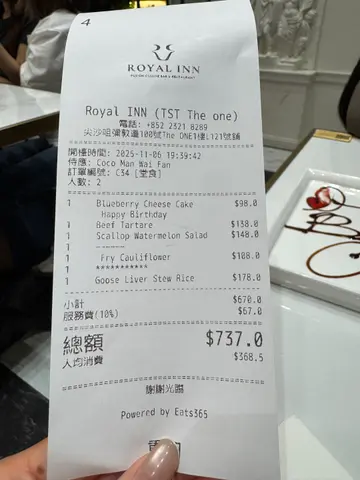 4
ROYAL INN
Royal INN (TST The one)
電話: +852 2321 8289
尖沙咀彌敦道100號The ONE1樓L121號舖
開檯時間: 2025-11-06 19:39:42
侍應: Coco Man Wai Fan
訂單編號: C34 [堂食]
人數: 2
1 Blueberry Cheese Cake $98.0
Happy Birthday
1 Beef Tartare $138.0
1 Scallop Watermelon Salad $148.0
1 ---------------
1 Fry Cauliflower $108.0
1 ***********
1 Goose Liver Stew Rice $178.0
小計 $670.0
服務費(10%) $67.0
總額 $737.0
人均消費 $368.5
謝謝光臨
Powered by Eats365